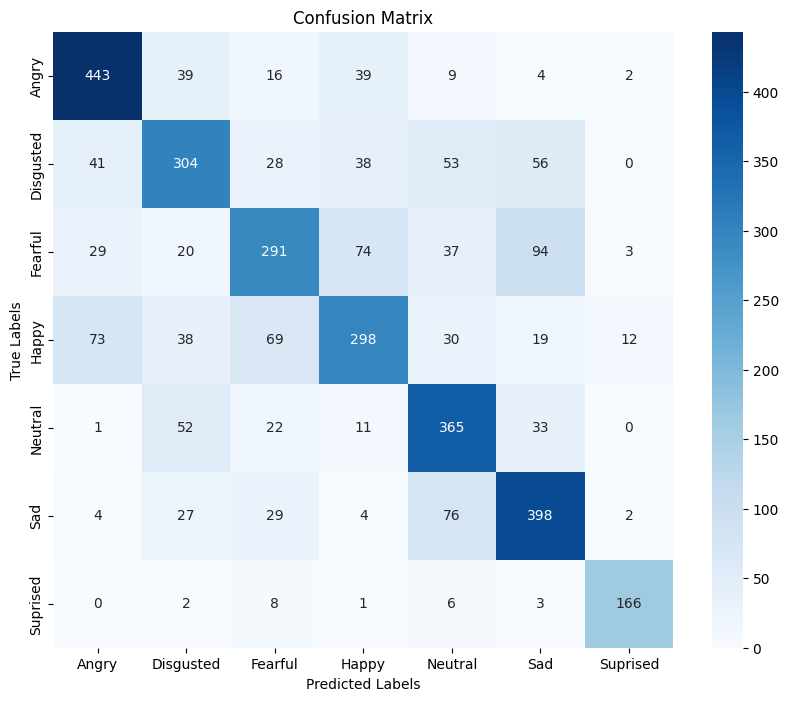 Confusion Matrix
True Labels
Angry 443 39 16 39 9 4 2
Disgusted 41 304 28 38 53 56 0
Fearful 29 20 291 74 37 94 3
Happy 73 38 69 298 30 19 12
Neutral 1 52 22 11 365 33 0
Sad 4 27 29 4 76 398 2
Suprised 0 2 8 1 6 3 166
Angry Disgusted Fearful Happy Neutral Sad Suprised
Predicted Labels
400
350
300
250
200
150
100
50
0